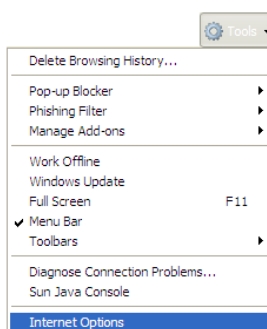 Tools
Delete Browsing History...
Pop-up Blocker
Phishing Filter
Manage Add-ons
Work Offline
Windows Update
Full Screen F11
Menu Bar
Toolbars
Diagnose Connection Problems...
Sun Java Console
Internet Options